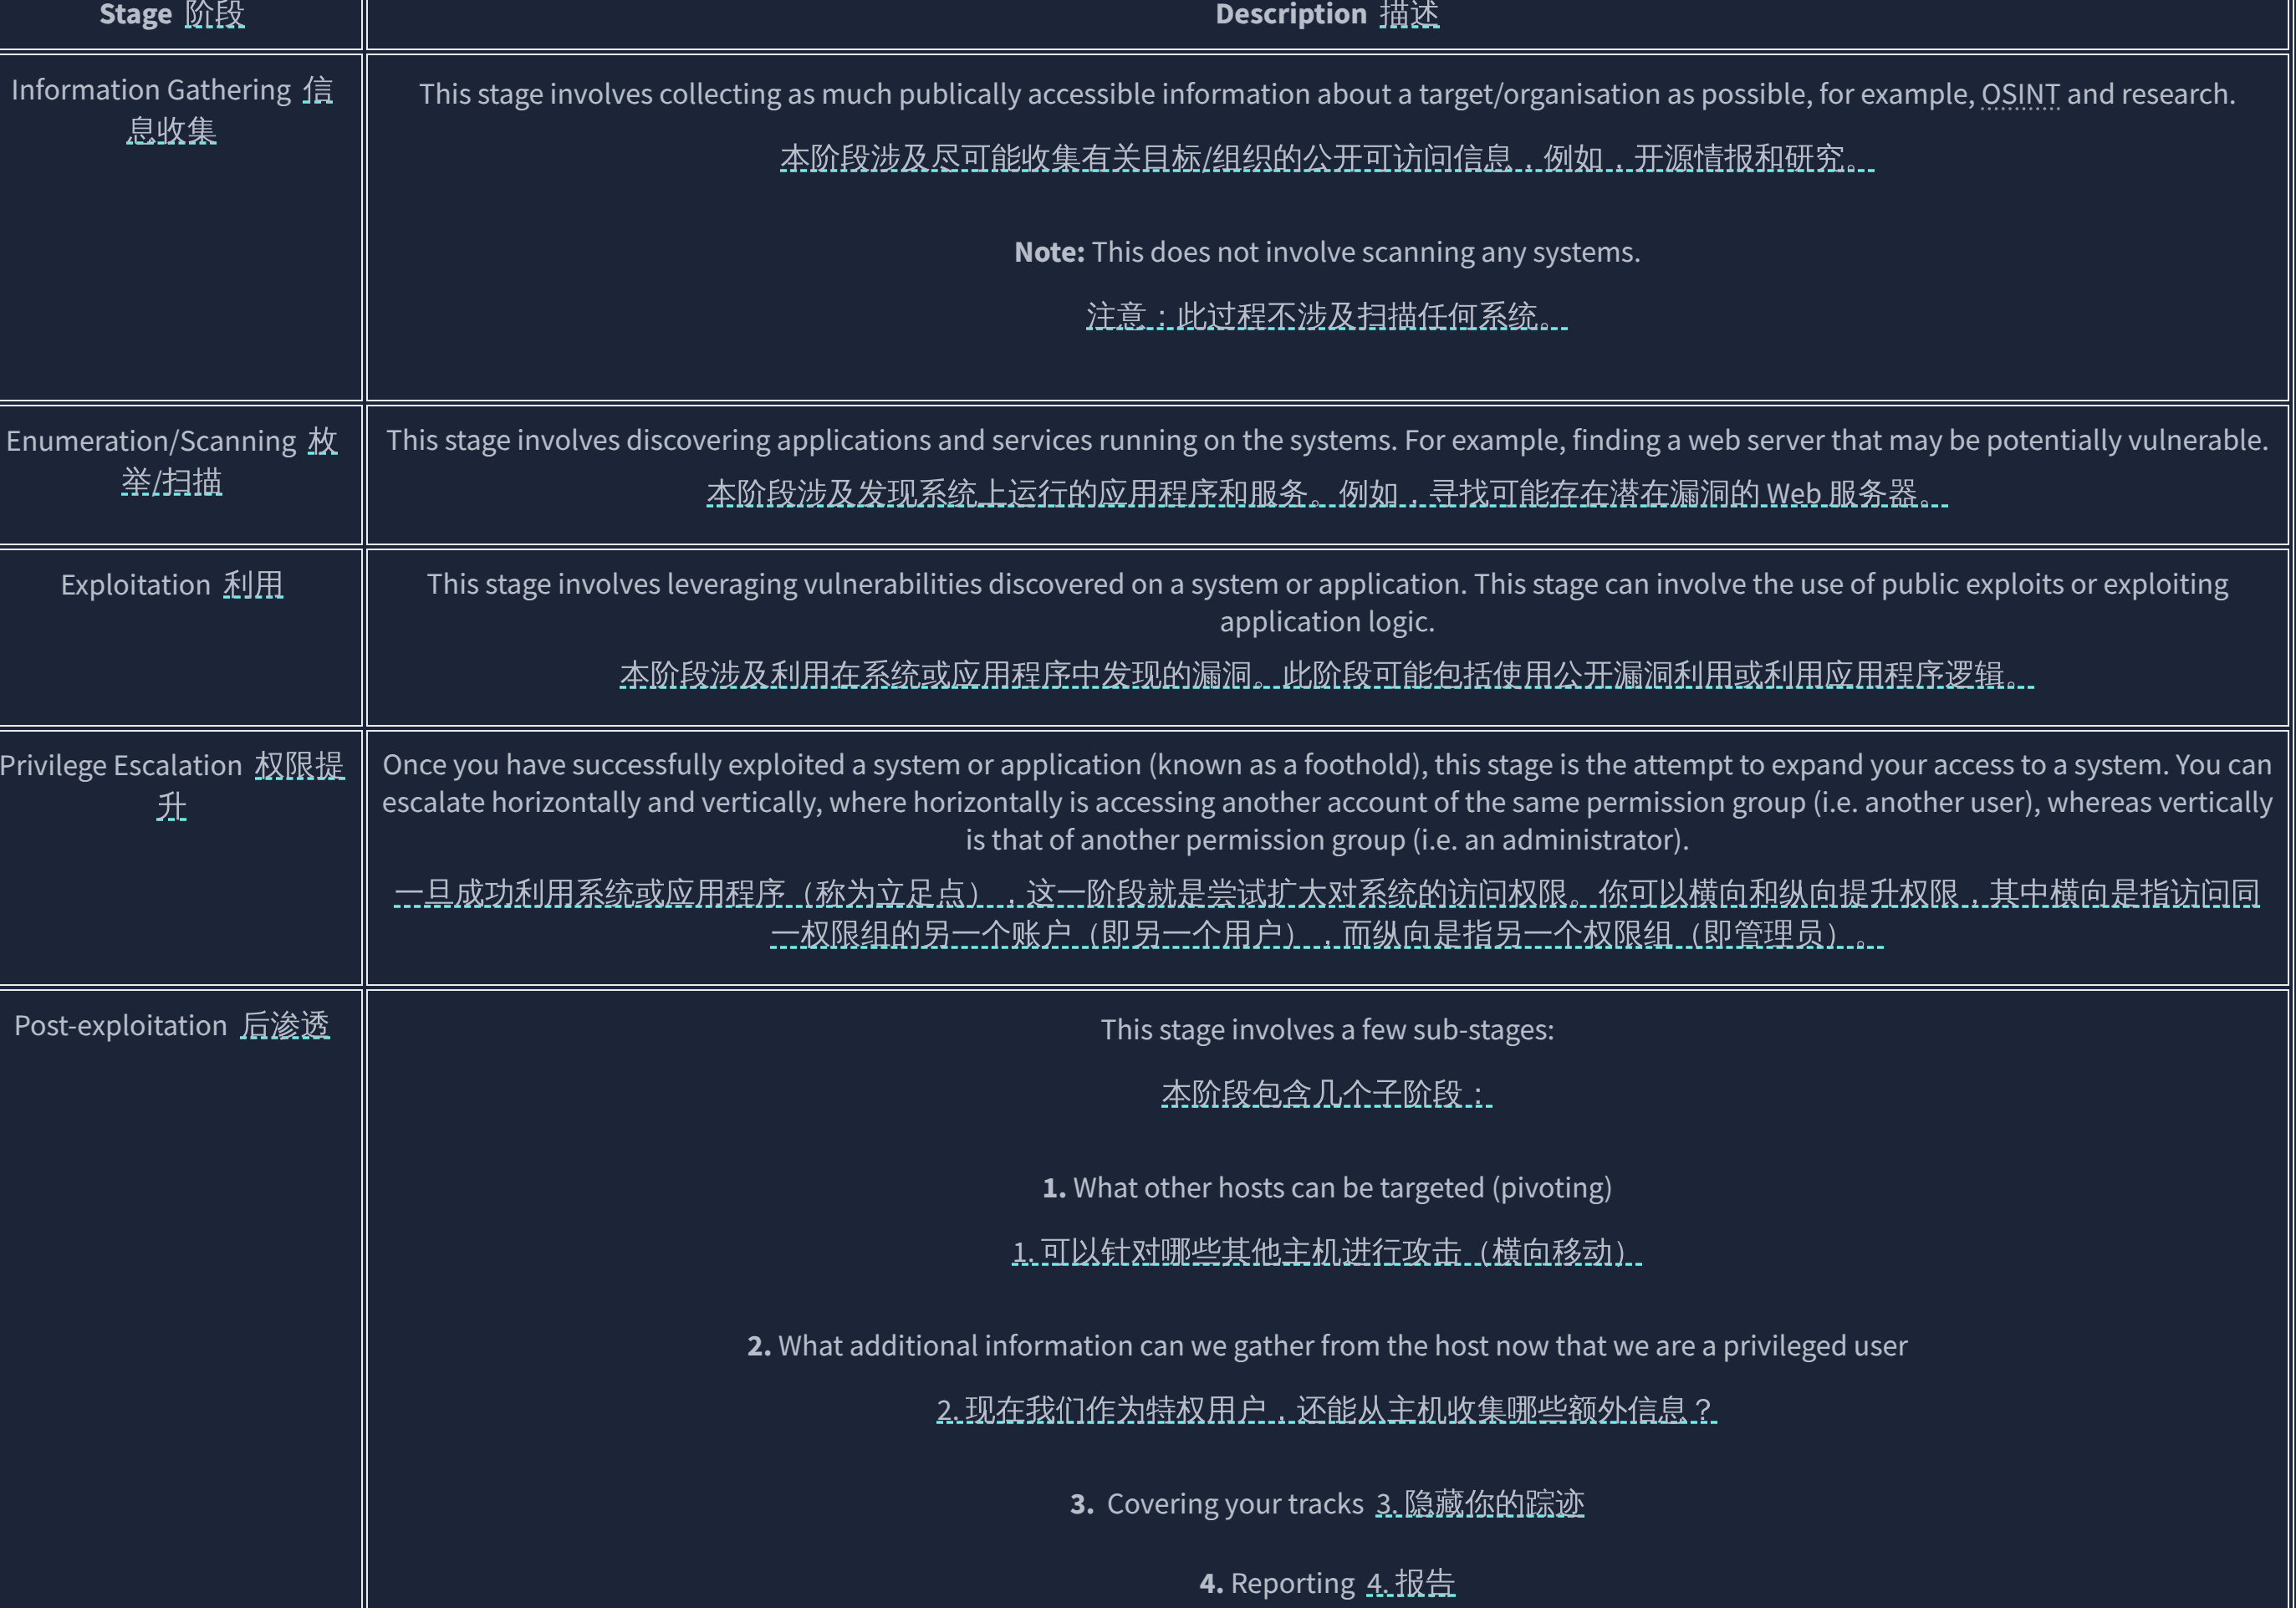 Stage 阶段
Description 描述
Information Gathering 信
息收集
This stage involves collecting as much publically accessible information about a target/organisation as possible, for example, OSINT and research.
本阶段涉及尽可能收集有关目标/组织的公开可访问信息，例如，开源情报和研究。
Note: This does not involve scanning any systems.
注意：此过程不涉及扫描任何系统。
Enumeration/Scanning 枚
举/扫描
This stage involves discovering applications and services running on the systems. For example, finding a web server that may be potentially vulnerable.
本阶段涉及发现系统上运行的应用程序和服务。例如，寻找可能存在潜在漏洞的 Web 服务器。
Exploitation 利用
This stage involves leveraging vulnerabilities discovered on a system or application. This stage can involve the use of public exploits or exploiting
application logic.
本阶段涉及利用在系统或应用程序中发现的漏洞。此阶段可能包括使用公开漏洞利用或利用应用程序逻辑。
Privilege Escalation 权限提
升
Once you have successfully exploited a system or application (known as a foothold), this stage is the attempt to expand your access to a system. You can
escalate horizontally and vertically, where horizontally is accessing another account of the same permission group (i.e. another user), whereas vertically
is that of another permission group (i.e. an administrator).
一旦成功利用系统或应用程序（称为立足点），这一阶段就是尝试扩大对系统的访问权限。你可以横向和纵向提升权限，其中横向是指访问同
一权限组的另一个账户（即另一个用户），而纵向是指另一个权限组（即管理员）。
Post-exploitation 后渗透
This stage involves a few sub-stages:
本阶段包含几个子阶段：
1. What other hosts can be targeted (pivoting)
1. 可以针对哪些其他主机进行攻击（横向移动）
2. What additional information can we gather from the host now that we are a privileged user
2. 现在我们作为特权用户，还能从主机收集哪些额外信息？
3. Covering your tracks 3. 隐藏你的踪迹
4. Reporting 4. 报告